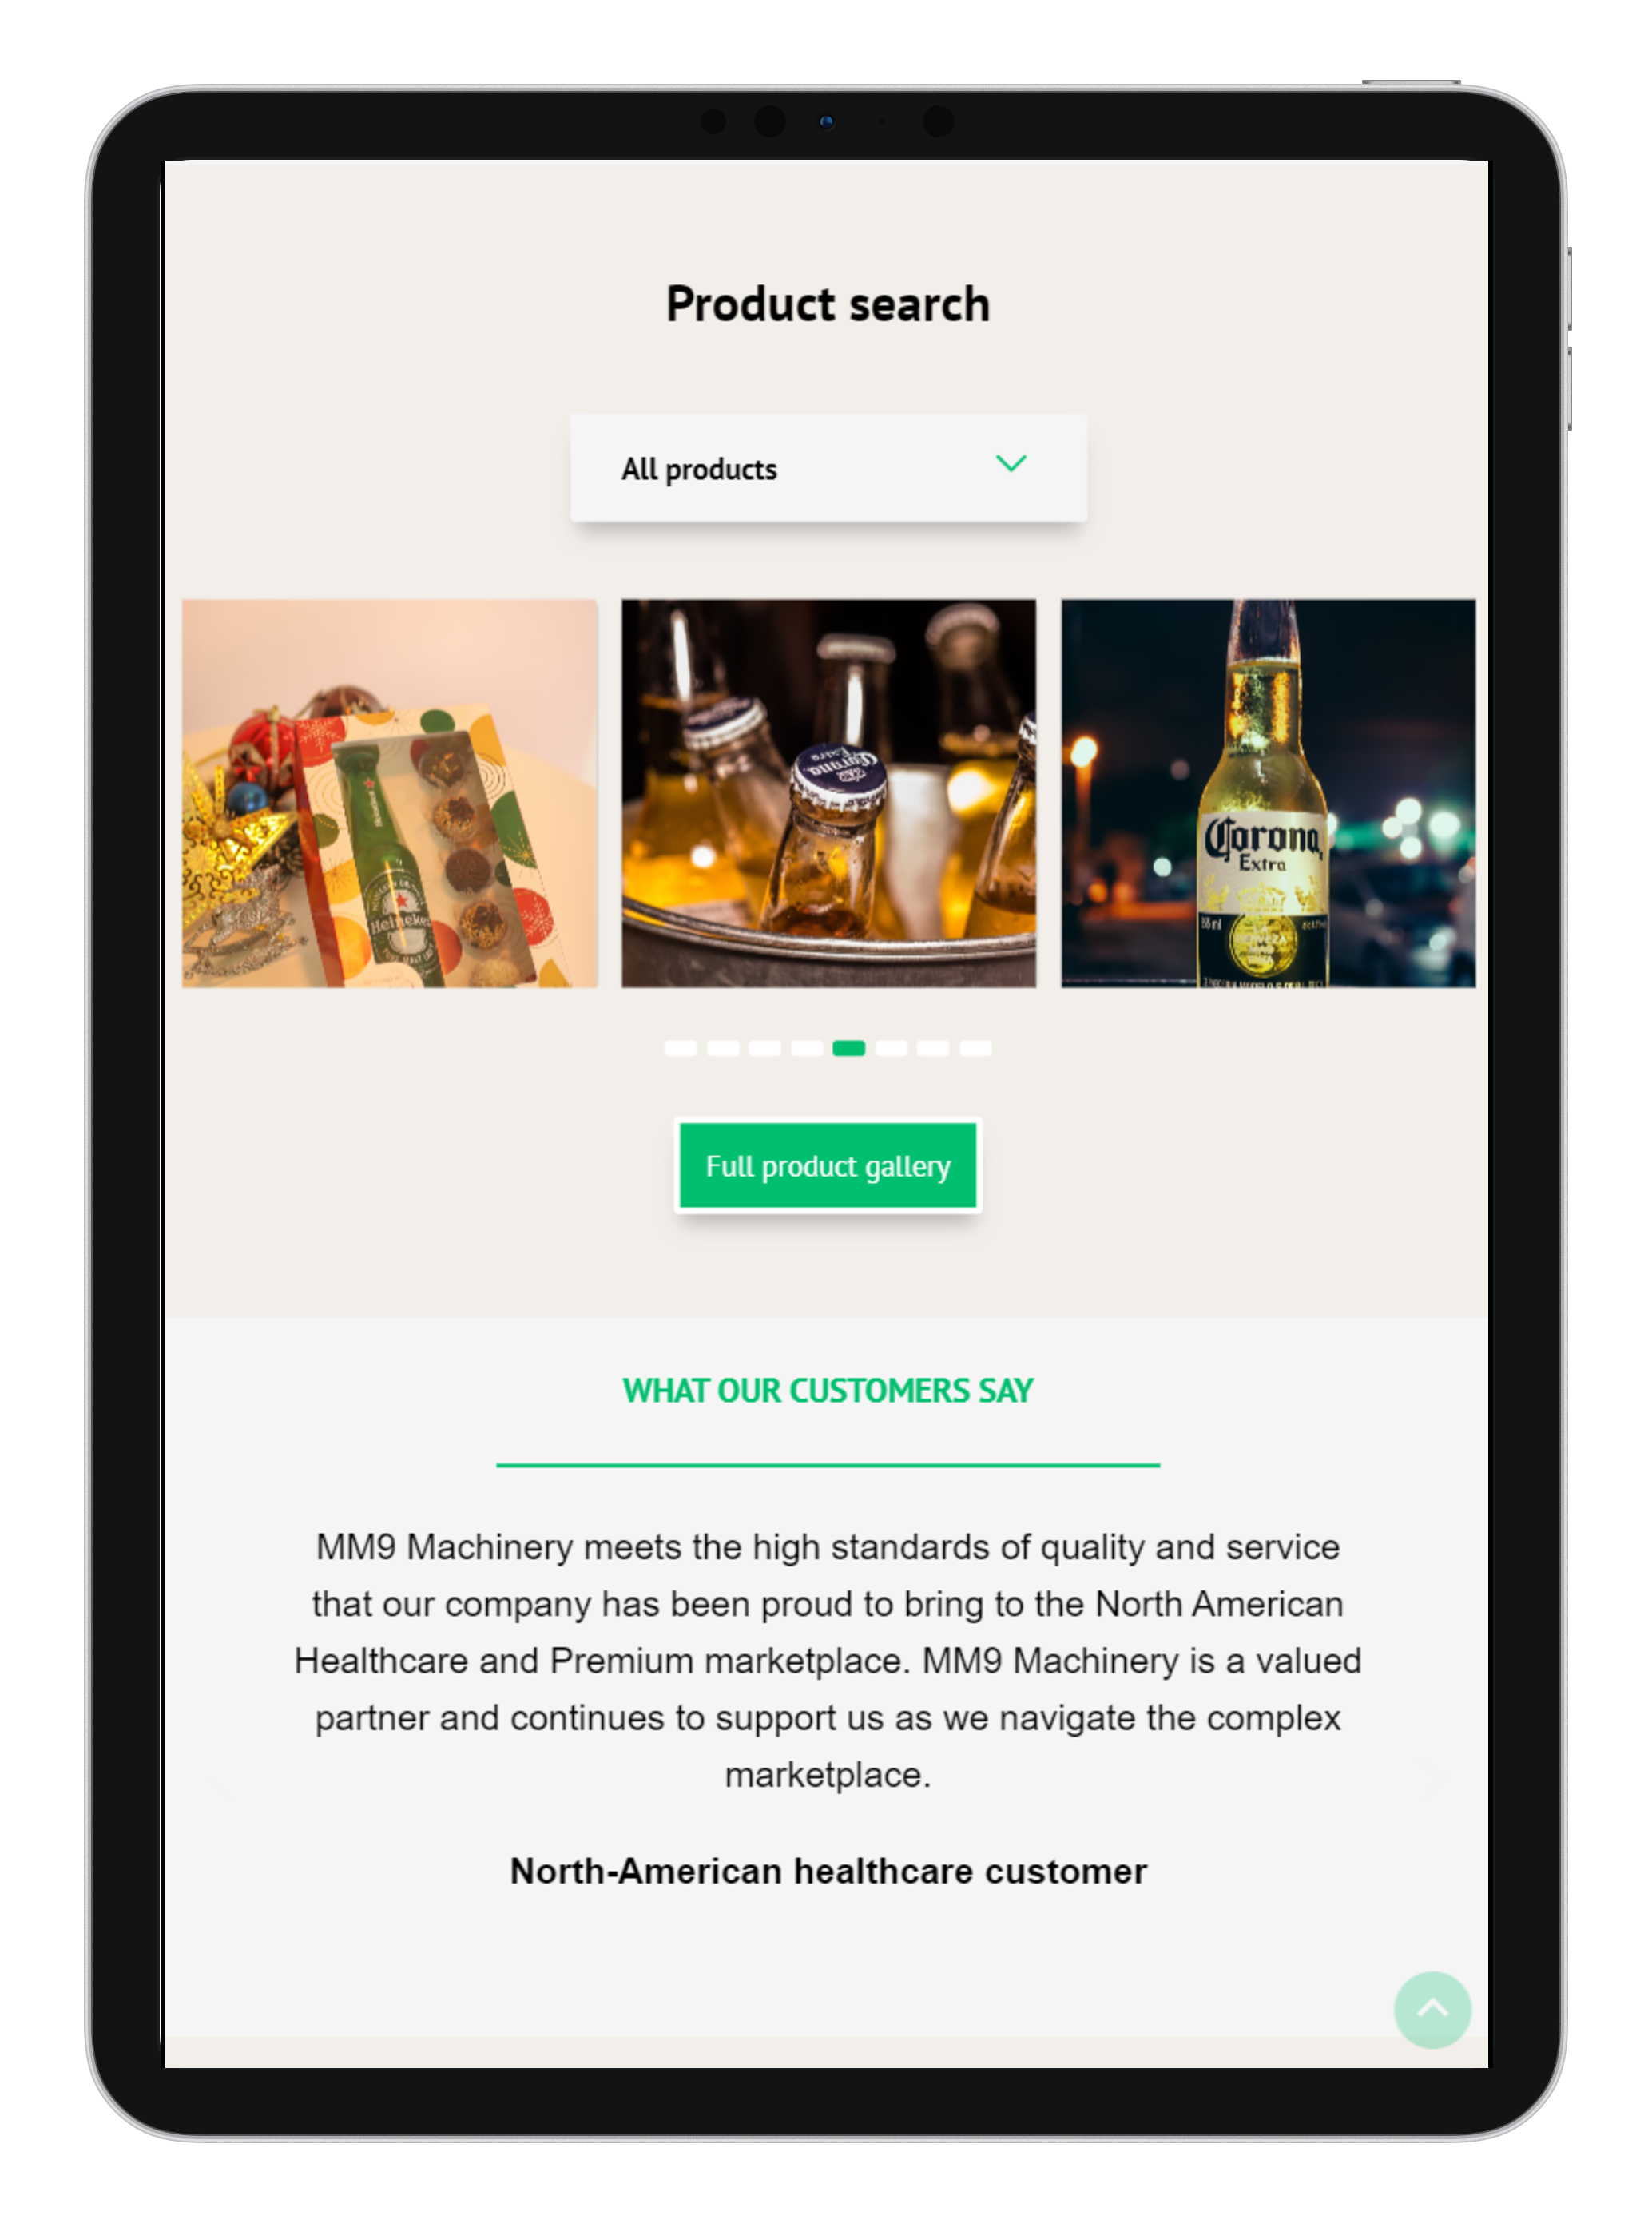 Product search
All products
Heineken
Corona
Extra
Corona
Extra
Full product gallery
WHAT OUR CUSTOMERS SAY
MM9 Machinery meets the high standards of quality and service
that our company has been proud to bring to the North American
Healthcare and Premium marketplace. MM9 Machinery is a valued
partner and continues to support us as we navigate the complex
marketplace.
North-American healthcare customer